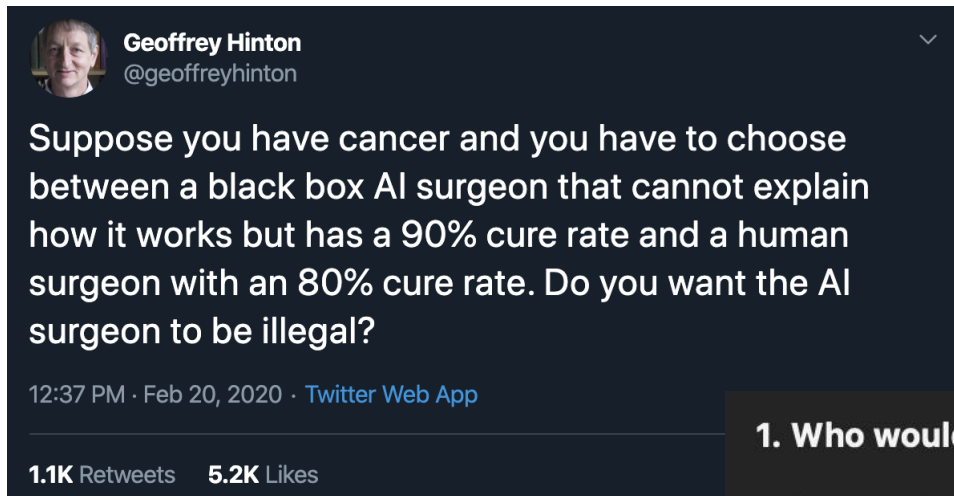 Geoffrey Hinton
@geoffreyhinton
Suppose you have cancer and you have to choose
between a black box AI surgeon that cannot explain
how it works but has a 90% cure rate and a human
surgeon with an 80% cure rate. Do you want the AI
surgeon to be illegal?
12:37 PM · Feb 20, 2020 · Twitter Web App
1. Who
1.1K Retweets 5.2K Likes